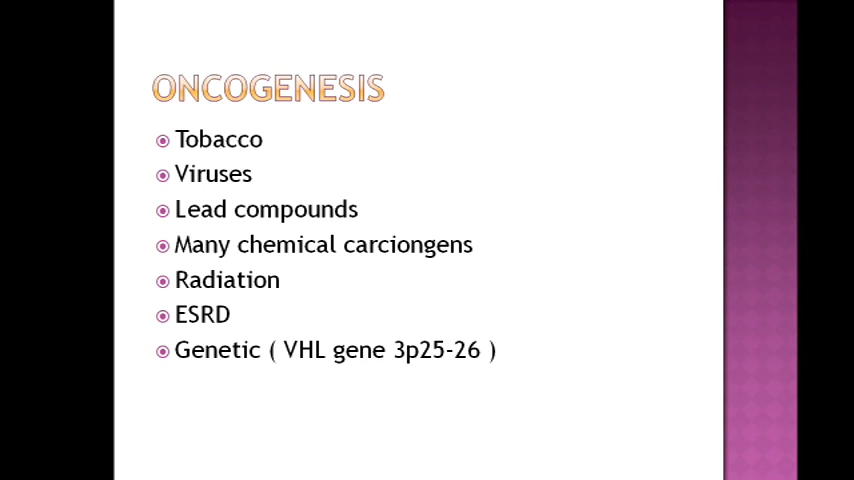 ONCOGENESIS
Tobacco
Viruses
Lead compounds
Many chemical carciongens
Radiation
ESRD
Genetic ( VHL gene 3p25-26 )